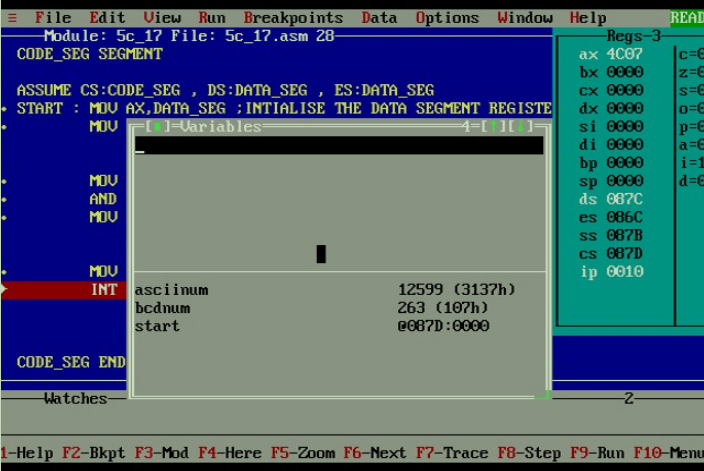 ≡ File Edit View Run Breakpoints Data Options Window Help READ
Module: 5c_17 File: 5c_17.asm 28
CODE_SEG SEGMENT
ASSUME CS:CODE_SEG , DS:DATA_SEG , ES:DATA_SEG
START : MOV AX,DATA_SEG ;INTIALISE THE DATA SEGMENT REGISTE
MOV
MOV
AND
MOV
MOV
INT
CODE_SEG END
[■]=Variables 4=[↑][↓]
asciinum 12599 (3137h)
bcdnum 263 (107h)
start @087D:0000
Regs-3
ax 4C07 c=0
bx 0000 z=0
cx 0000 s=0
dx 0000 o=0
si 0000 p=0
di 0000 a=0
bp 0000 i=1
sp 0000 d=0
ds 087C
es 086C
ss 087B
cs 087D
ip 0010
Watches 2
1-Help F2-Bkpt F3-Mod F4-Here F5-Zoom F6-Next F7-Trace F8-Step F9-Run F10-Menu